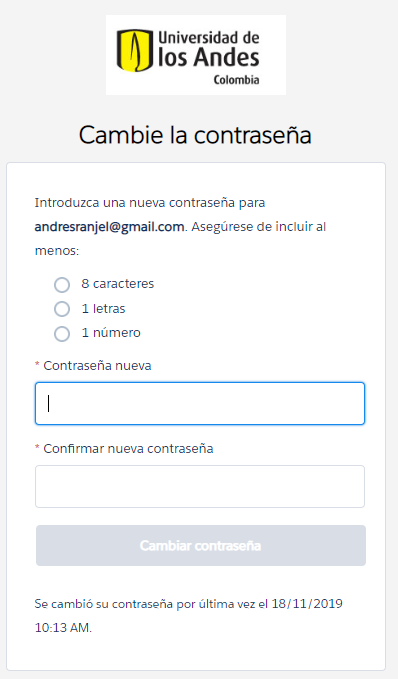 Universidad de
los Andes
Colombia
Cambie la contraseña
Introduzca una nueva contraseña para
andresranjel@gmail.com. Asegúrese de incluir al
menos:
8 caracteres
1 letras
1 número
* Contraseña nueva
* Confirmar nueva contraseña
Cambiar contraseña
Se cambió su contraseña por última vez el 18/11/2019
10:13 AM.